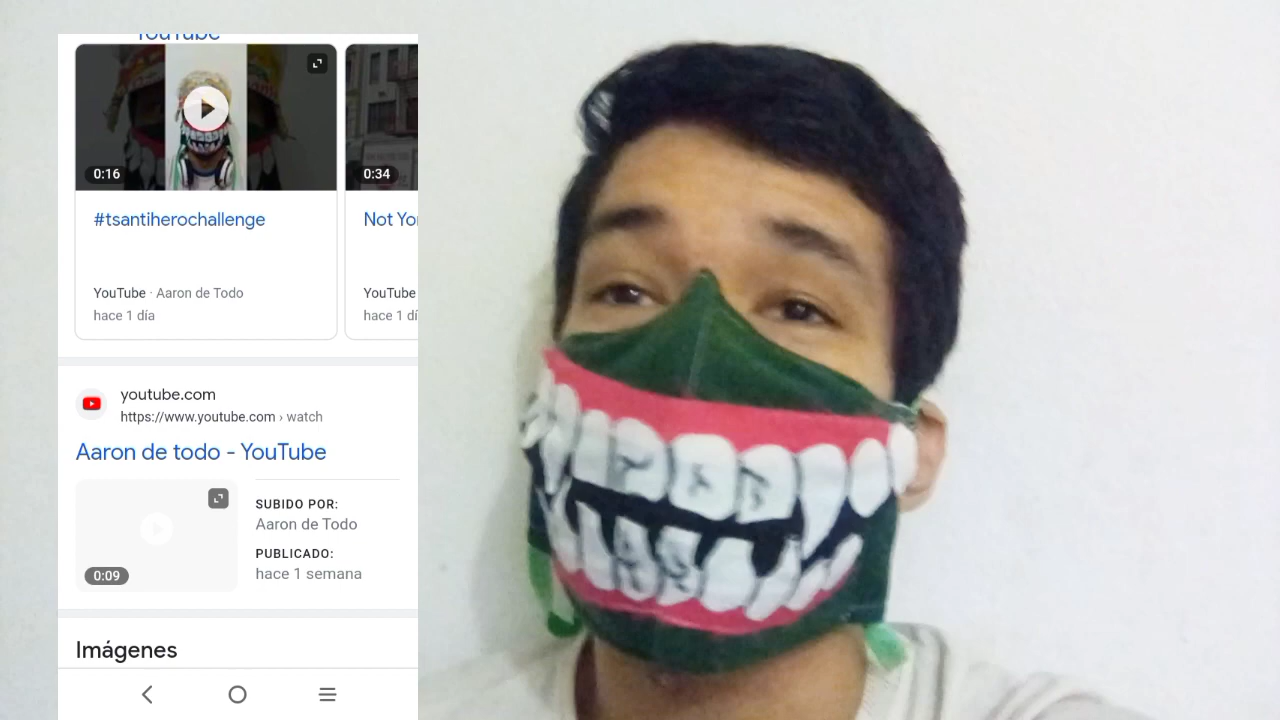 YouTube
0:16
0:34
#tsantiherochallenge
Not Yo
YouTube · Aaron de Todo
YouTube
hace 1 día
hace 1 dí
youtube.com
https://www.youtube.com › watch
Aaron de todo - YouTube
SUBIDO POR:
Aaron de Todo
PUBLICADO:
hace 1 semana
0:09
Imágenes